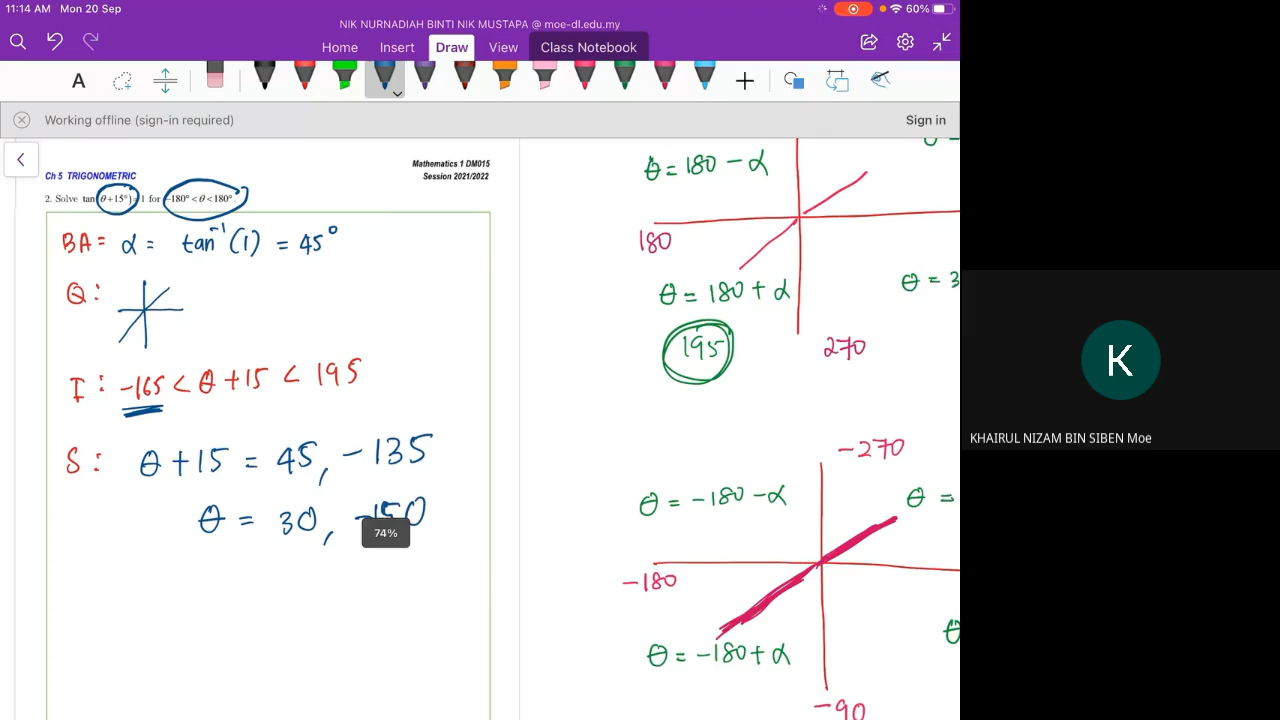 11:14 AM Mon 20 Sep
60%
NIK NURNADIAH BINTI NIK MUSTAPA @ moe-dl.edu.my
Home Insert Draw View Class Notebook
A
Working offline (sign-in required) Sign in
Mathematics 1 DM015
Ch 5 TRIGONOMETRIC Session 2021/2022
2. Solve tan(θ+15°)=1 for −180° < θ < 180°.
BA = α = tan⁻¹(1) = 45°
Q:
I: −165 < θ + 15 < 195
S: θ + 15 = 45, −135
θ = 30, −150
74%
θ = 180 − α
180
θ = 180 + α
θ = 3
195
270
−270
θ = −180 − α
θ =
−180
θ = −180 + α
θ
−90
K
KHAIRUL NIZAM BIN SIBEN Moe